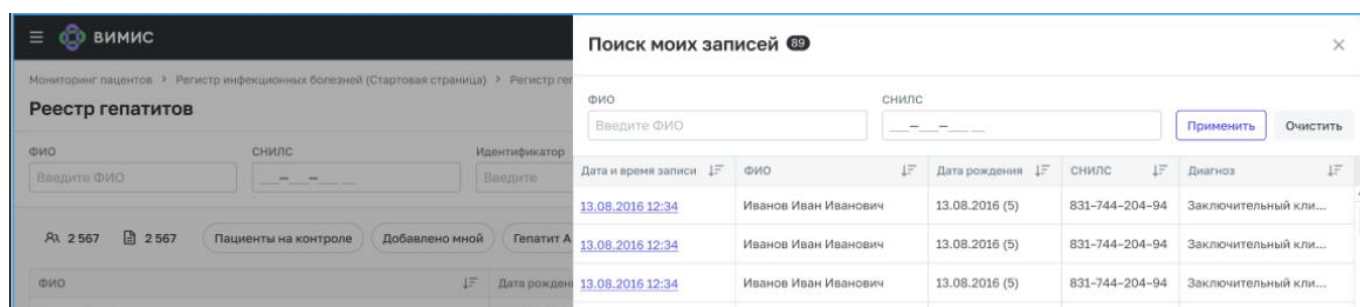 ВИМИС
Мониторинг пацентов > Регистр инфекционных болезней (Стартовая страница) > Регистр геп
Реестр гепатитов
ФИО СНИЛС Идентификатор
Введите ФИО ___–___–___ __ Введите
2 567 2 567 Пациенты на контроле Добавлено мной Гепатит А
ФИО Дата рожден
Поиск моих записей 89
ФИО СНИЛС
Введите ФИО ___–___–___ __ Применить Очистить
Дата и время записи ФИО Дата рождения СНИЛС Диагноз
13.08.2016 12:34 Иванов Иван Иванович 13.08.2016 (5) 831-744-204-94 Заключительный кли...
13.08.2016 12:34 Иванов Иван Иванович 13.08.2016 (5) 831-744-204-94 Заключительный кли...
13.08.2016 12:34 Иванов Иван Иванович 13.08.2016 (5) 831-744-204-94 Заключительный кли...